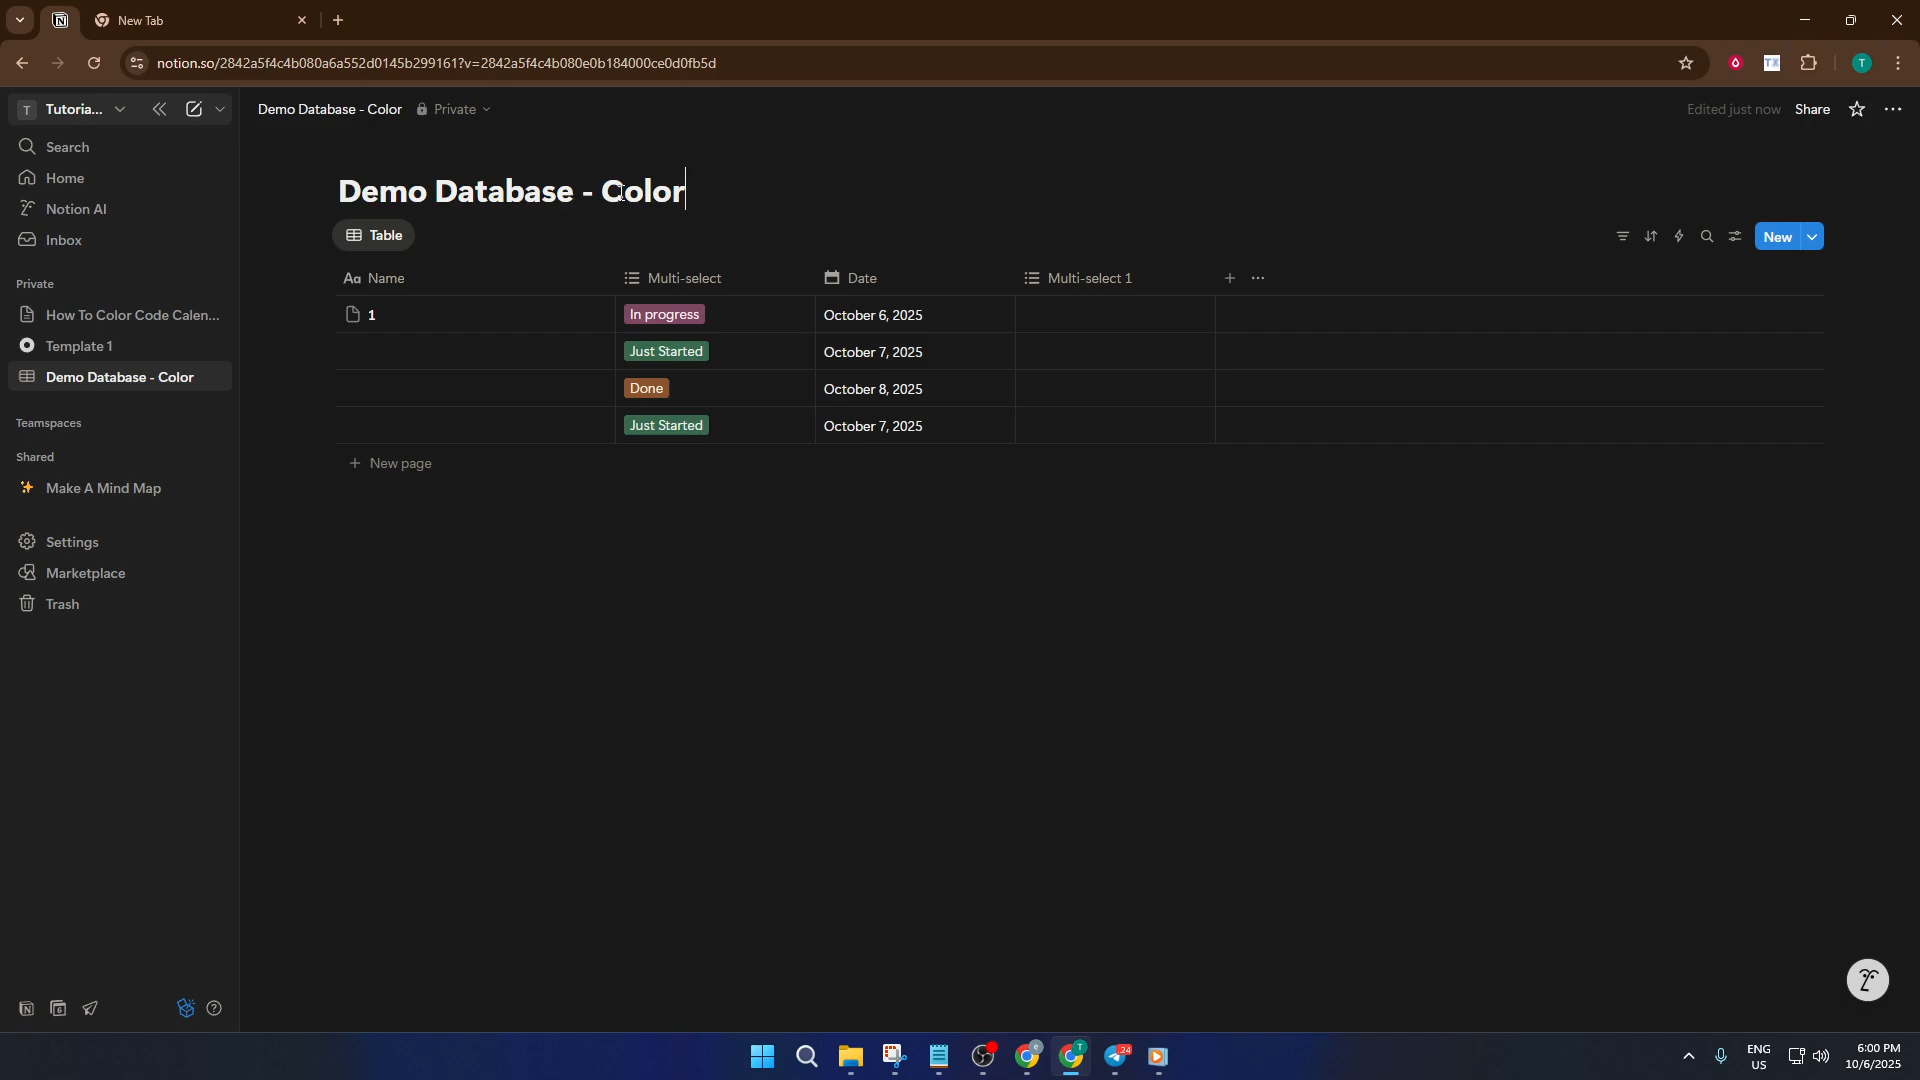 New Tab
notion.so/2842a5f4c4b080a6a552d0145b299161?v=2842a5f4c4b080e0b184000ce0d0fb5d
T
T Tutoria...
Demo Database - Color Private
Edited just now Share
Search
Home
Notion AI
Inbox
Private
How To Color Code Calen...
Template 1
Demo Database - Color
Teamspaces
Shared
Make A Mind Map
Settings
Marketplace
Trash
Demo Database - Color
Table
New
Aa Name Multi-select Date Multi-select 1
1 In progress October 6, 2025
Just Started October 7, 2025
Done October 8, 2025
Just Started October 7, 2025
New page
6
e
T
24
ENG
US
6:00 PM
10/6/2025